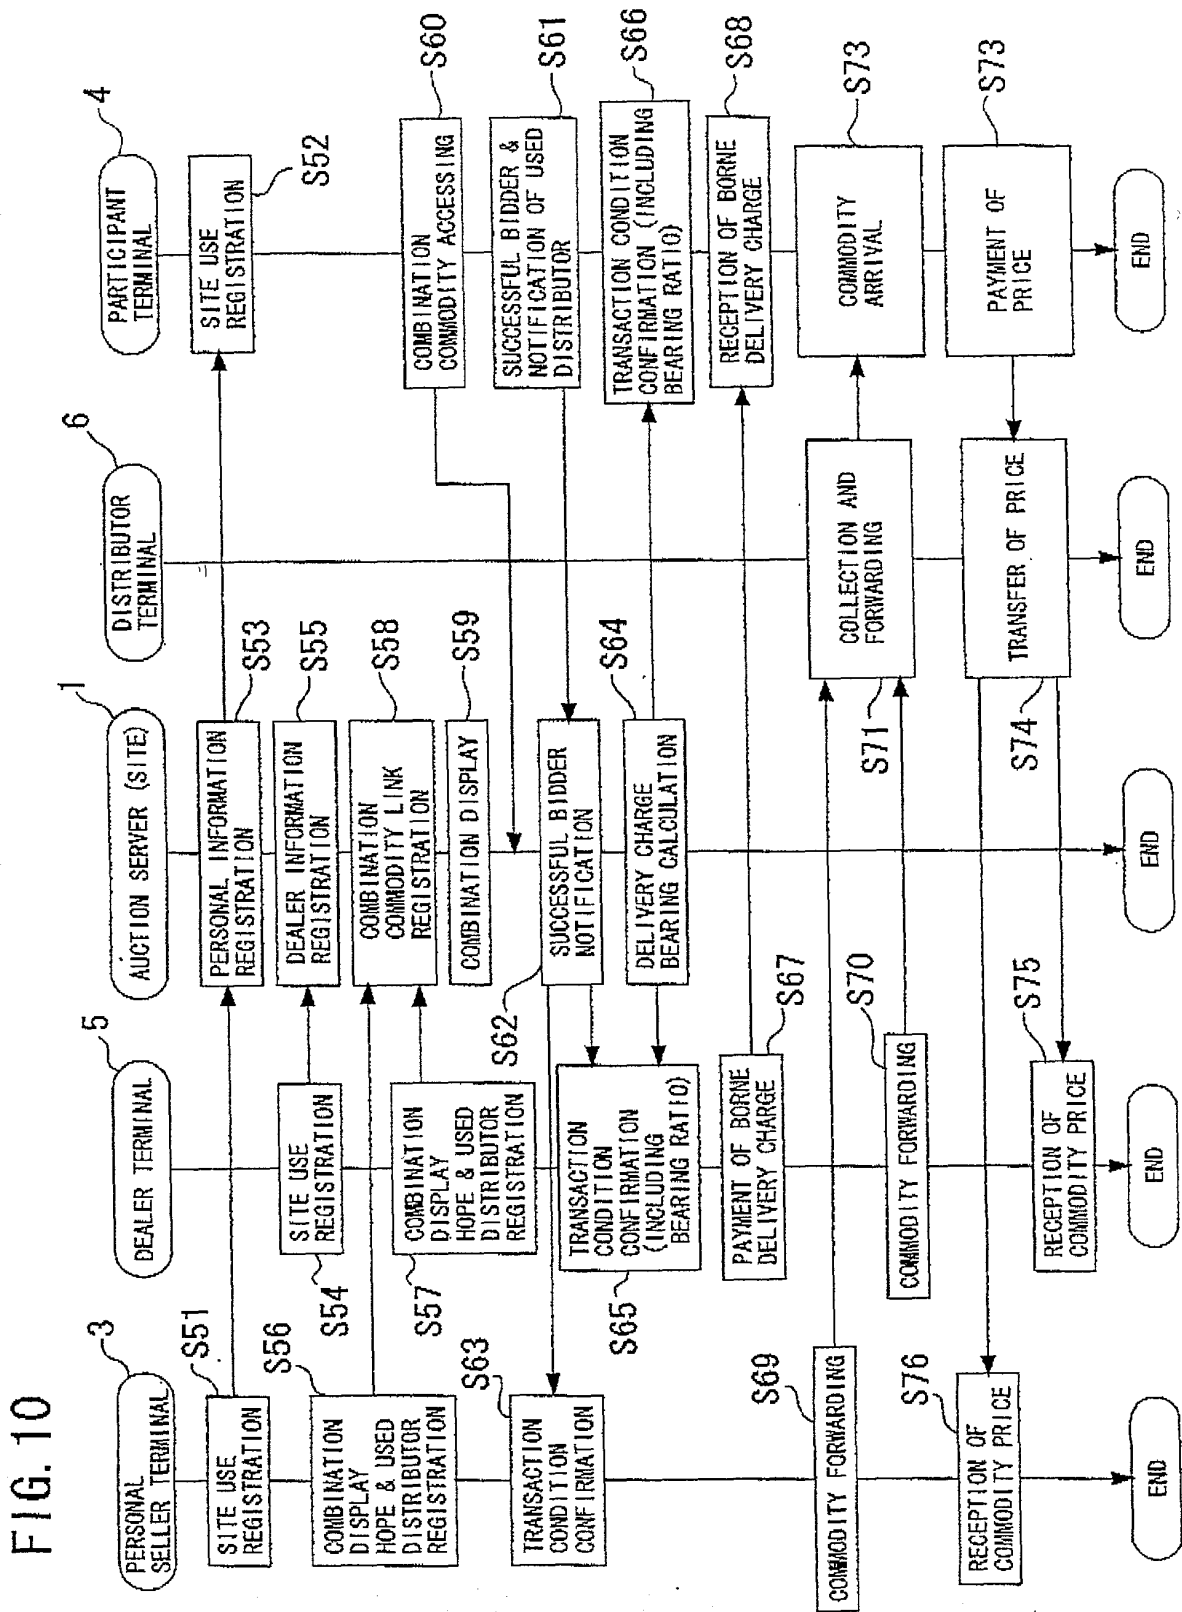 FIG. 10
PERSONAL
SELLER TERMINAL
3
SITE USE
REGISTRATION
S51
COMBINATION
DISPLAY
HOPE & USED
DISTRIBUTOR
REGISTRATION
S56
TRANSACTION
CONDITION
CONFIRMATION
S63
COMMODITY FORWARDING
S69
RECEPTION OF
COMMODITY PRICE
S76
END
DEALER TERMINAL
5
SITE USE
REGISTRATION
S54
COMBINATION
DISPLAY
HOPE & USED
DISTRIBUTOR
REGISTRATION
S57
TRANSACTION
CONDITION
CONFIRMATION
(INCLUDING
BEARING RATIO)
S65
PAYMENT OF BORNE
DELIVERY CHARGE
S67
COMMODITY FORWARDING
S70
RECEPTION OF
COMMODITY PRICE
S75
END
AUCTION SERVER (SITE)
1
PERSONAL INFORMATION
REGISTRATION
S53
DEALER INFORMATION
REGISTRATION
S55
COMBINATION
COMMODITY LINK
REGISTRATION
S58
COMBINATION DISPLAY
S59
SUCCESSFUL BIDDER
NOTIFICATION
S62
DELIVERY CHARGE
BEARING CALCULATION
S64
END
DISTRIBUTOR
TERMINAL
6
COLLECTION AND
FORWARDING
S71
TRANSFER OF PRICE
S74
END
PARTICIPANT
TERMINAL
4
SITE USE
REGISTRATION
S52
COMBINATION
COMMODITY ACCESSING
S60
SUCCESSFUL BIDDER &
NOTIFICATION OF USED
DISTRIBUTOR
S61
TRANSACTION CONDITION
CONFIRMATION (INCLUDING
BEARING RATIO)
S66
RECEPTION OF BORNE
DELIVERY CHARGE
S68
COMMODITY
ARRIVAL
S73
PAYMENT OF
PRICE
S73
END